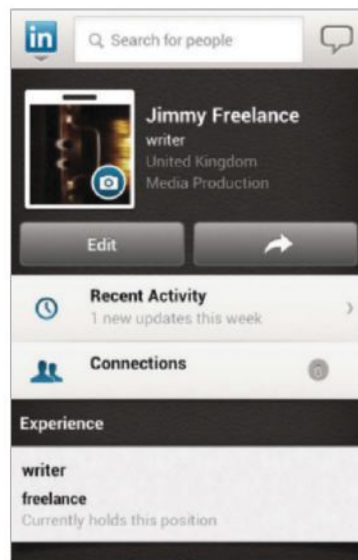 in
Search for people
Jimmy Freelance
writer
United Kingdom
Media Production
Edit
Recent Activity
1 new updates this week
Connections
0
Experience
writer
freelance
Currently holds this position